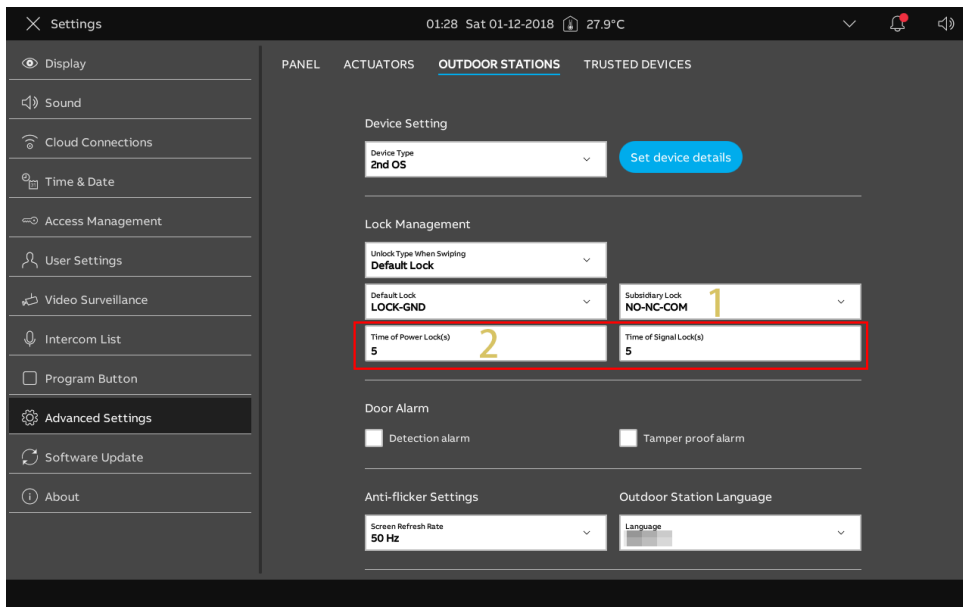 Settings
01:28 Sat 01-12-2018 27.9°C
Display
Sound
Cloud Connections
Time & Date
Access Management
User Settings
Video Surveillance
Intercom List
Program Button
Advanced Settings
Software Update
About
PANEL ACTUATORS OUTDOOR STATIONS TRUSTED DEVICES
Device Setting
Device Type
2nd OS
Set device details
Lock Management
Unlock Type When Swiping
Default Lock
Default Lock
LOCK-GND
Subsidiary Lock
NO-NC-COM
1
Time of Power Lock(s)
5
2
Time of Signal Lock(s)
5
Door Alarm
Detection alarm
Tamper proof alarm
Anti-flicker Settings
Screen Refresh Rate
50 Hz
Outdoor Station Language
Language